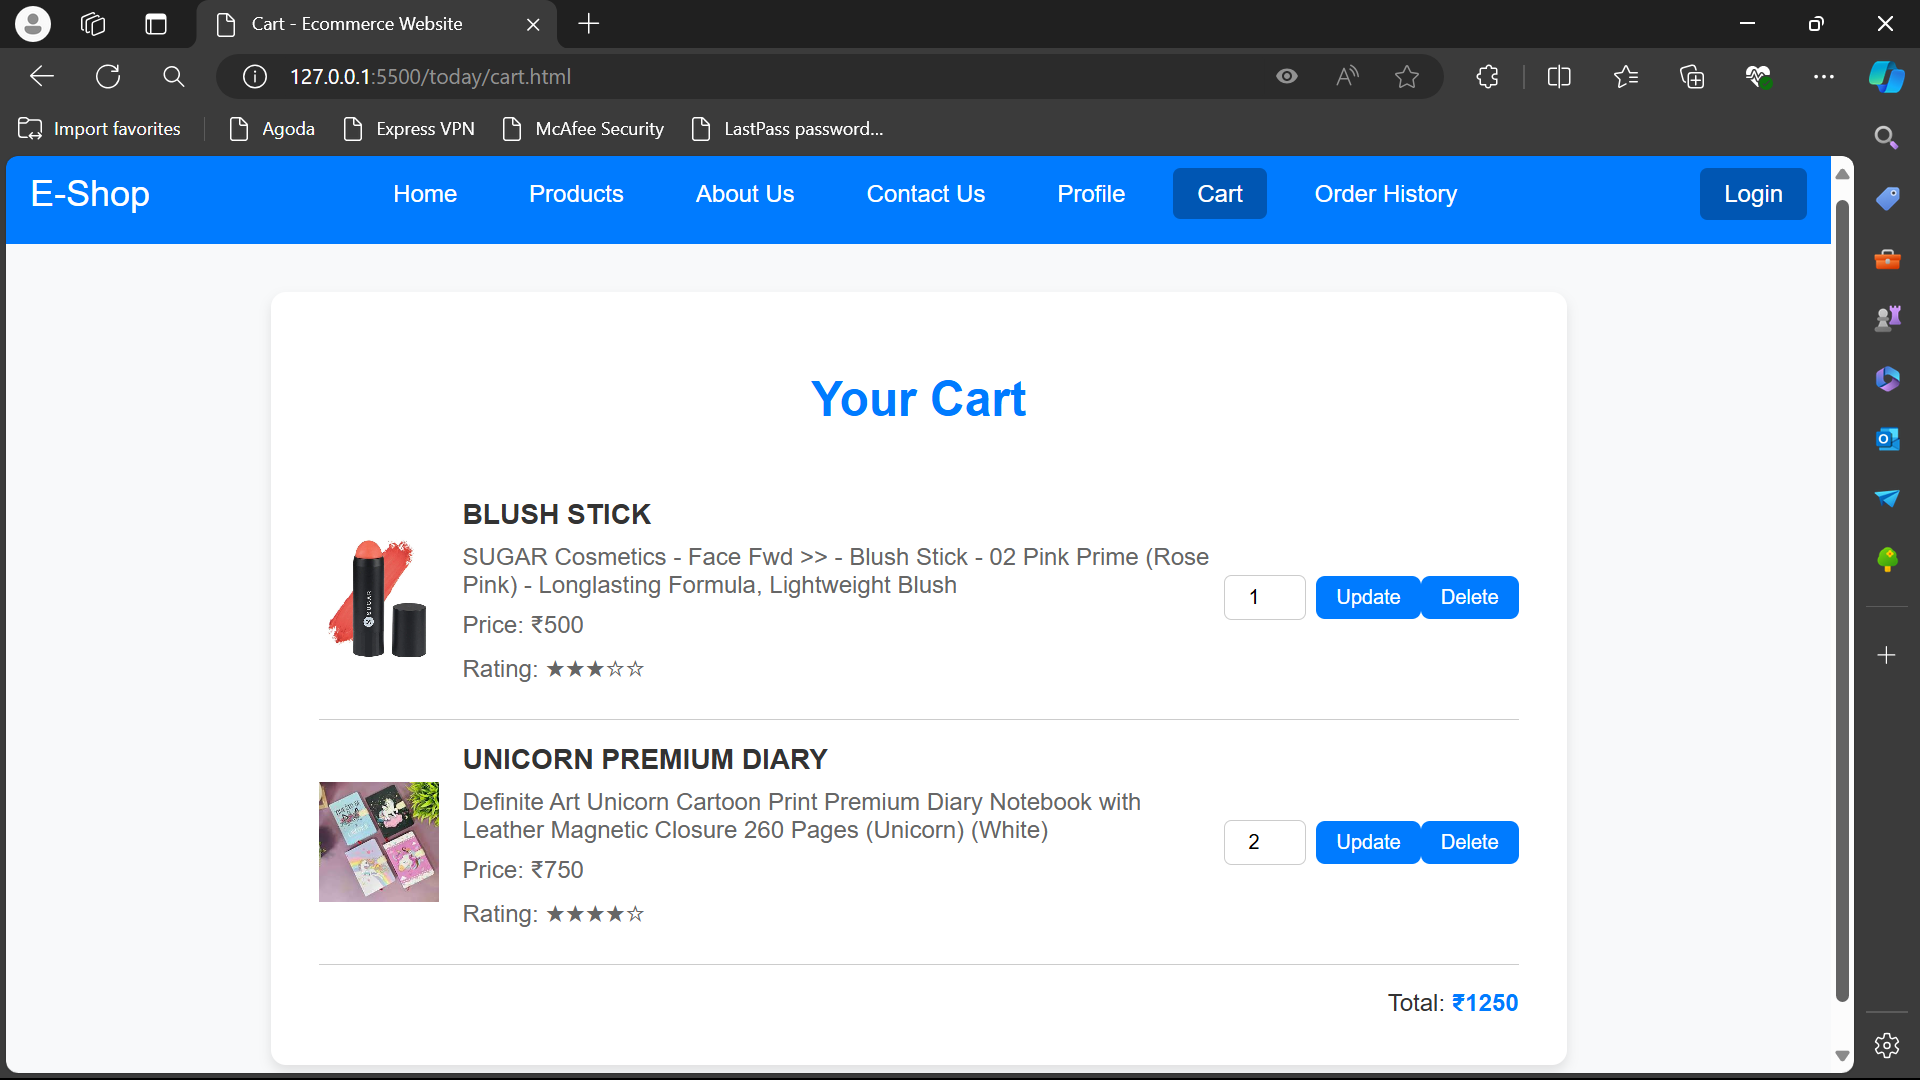 Cart - Ecommerce Website
127.0.0.1:5500/today/cart.html
Import favorites
Agoda
Express VPN
McAfee Security
LastPass password...
E-Shop
Home
Products
About Us
Contact Us
Profile
Cart
Order History
Login
Your Cart
BLUSH STICK
SUGAR Cosmetics - Face Fwd >> - Blush Stick - 02 Pink Prime (Rose
Pink) - Longlasting Formula, Lightweight Blush
Price: ₹500
Rating: ★★★☆☆
SUGAR
1
Update
Delete
UNICORN PREMIUM DIARY
Definite Art Unicorn Cartoon Print Premium Diary Notebook with
Leather Magnetic Closure 260 Pages (Unicorn) (White)
Price: ₹750
Rating: ★★★★☆
2
Update
Delete
Total: ₹1250